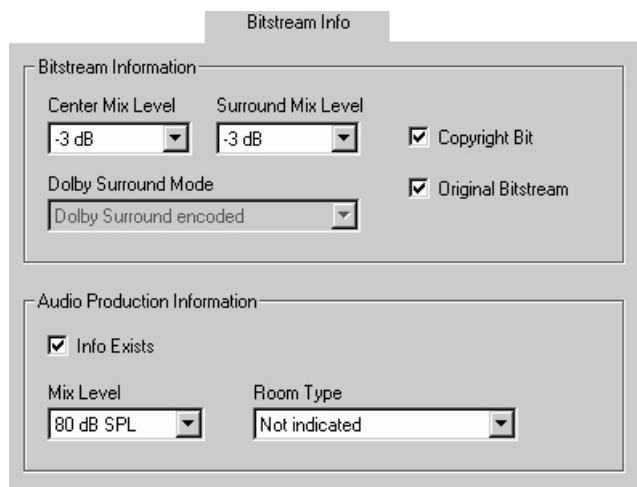 Bitstream Info
Bitstream Information
Center Mix Level
Surround Mix Level
-3 dB
-3 dB
Copyright Bit
Dolby Surround Mode
Original Bitstream
Dolby Surround encoded
Audio Production Information
Info Exists
Mix Level
Room Type
80 dB SPL
Not indicated